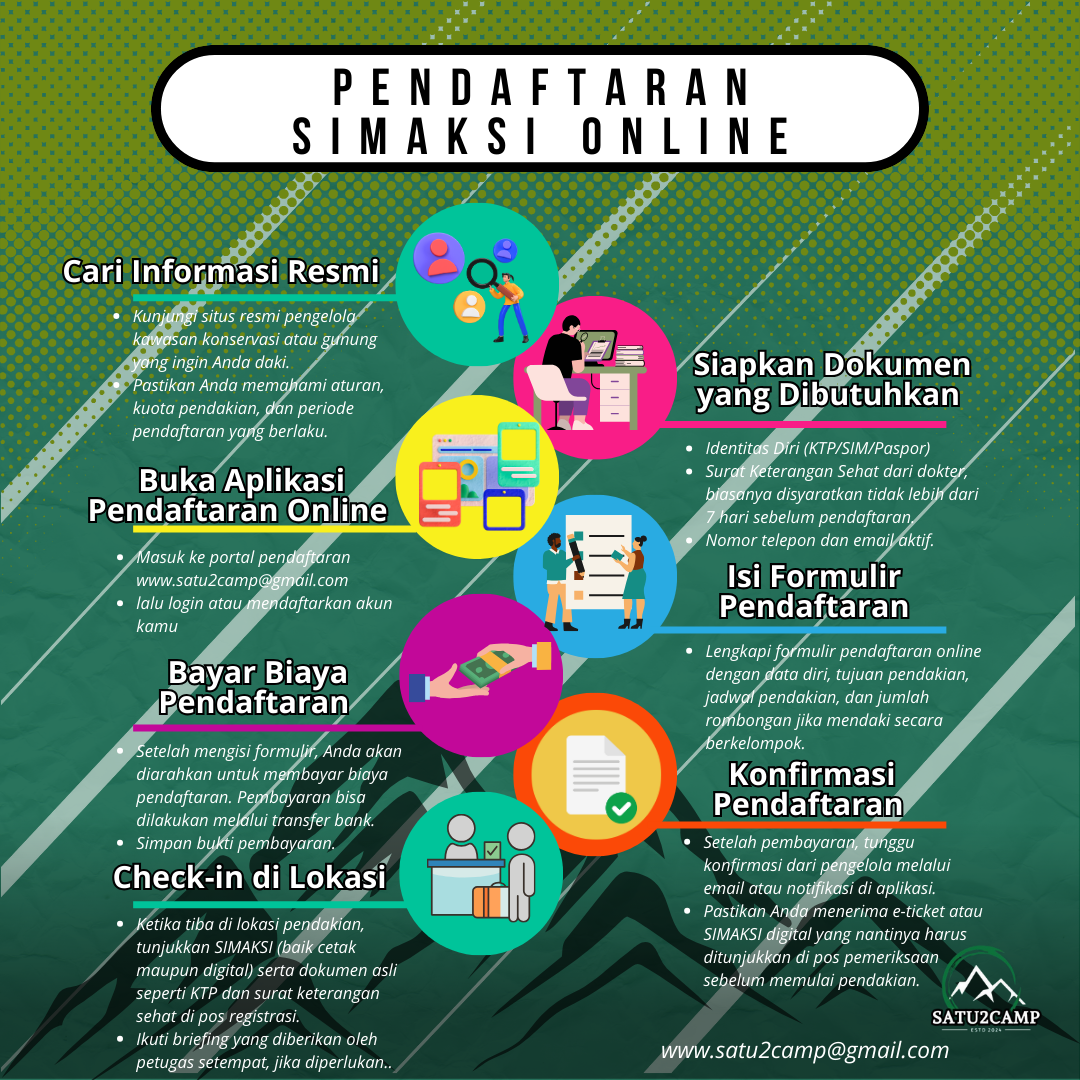 PENDAFTARAN
SIMAKSI ONLINE
Cari Informasi Resmi
• Kunjungi situs resmi pengelola
kawasan konservasi atau gunung
yang ingin Anda daki.
• Pastikan Anda memahami aturan,
kuota pendakian, dan periode
pendaftaran yang berlaku.
Siapkan Dokumen
yang Dibutuhkan
• Identitas Diri (KTP/SIM/Paspor)
• Surat Keterangan Sehat dari dokter,
biasanya disyaratkan tidak lebih dari
7 hari sebelum pendaftaran.
• Nomor telepon dan email aktif.
Buka Aplikasi
Pendaftaran Online
• Masuk ke portal pendaftaran
www.satu2camp@gmail.com
• lalu login atau mendaftarkan akun
kamu
Isi Formulir
Pendaftaran
• Lengkapi formulir pendaftaran online
dengan data diri, tujuan pendakian,
jadwal pendakian, dan jumlah
rombongan jika mendaki secara
berkelompok.
Bayar Biaya
Pendaftaran
• Setelah mengisi formulir, Anda akan
diarahkan untuk membayar biaya
pendaftaran. Pembayaran bisa
dilakukan melalui transfer bank.
• Simpan bukti pembayaran.
Konfirmasi
Pendaftaran
• Setelah pembayaran, tunggu
konfirmasi dari pengelola melalui
email atau notifikasi di aplikasi.
• Pastikan Anda menerima e-ticket atau
SIMAKSI digital yang nantinya harus
ditunjukkan di pos pemeriksaan
sebelum memulai pendakian.
Check-in di Lokasi
• Ketika tiba di lokasi pendakian,
tunjukkan SIMAKSI (baik cetak
maupun digital) serta dokumen asli
seperti KTP dan surat keterangan
sehat di pos registrasi.
• Ikuti briefing yang diberikan oleh
petugas setempat, jika diperlukan..
SATU2CAMP
ESTD 2024
www.satu2camp@gmail.com